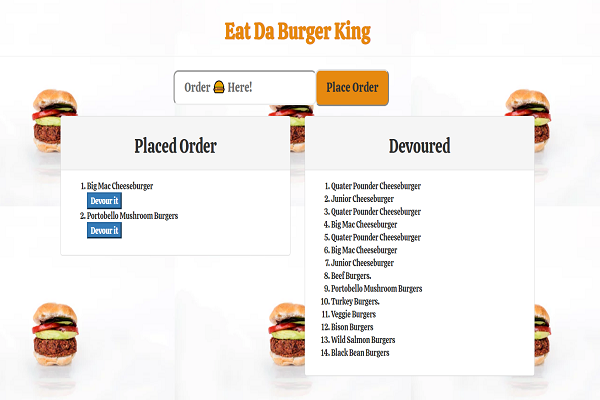 Eat Da Burger King
Order 🍔 Here!
Place Order
Placed Order
1. Big Mac Cheeseburger
Devour it
2. Portobello Mushroom Burgers
Devour it
Devoured
1. Quater Pounder Cheeseburger
2. Junior Cheeseburger
3. Quater Pounder Cheeseburger
4. Big Mac Cheeseburger
5. Quater Pounder Cheeseburger
6. Big Mac Cheeseburger
7. Junior Cheeseburger
8. Beef Burgers.
9. Portobello Mushroom Burgers
10. Turkey Burgers.
11. Veggie Burgers
12. Bison Burgers
13. Wild Salmon Burgers
14. Black Bean Burgers